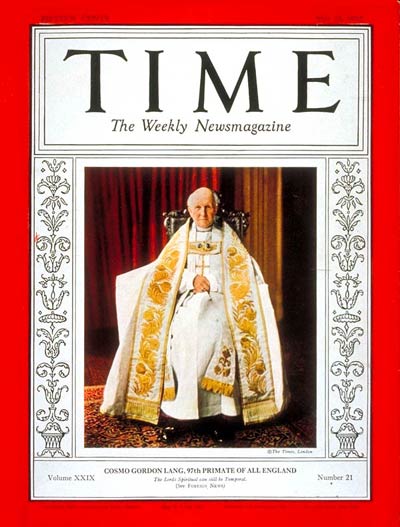 TIME
The Weekly Newsmagazine
©The Times, London
COSMO GORDON LANG, 97th PRIMATE OF ALL ENGLAND
The Lords Spiritual can still be Temporal.
(See FOREIGN NEWS)
Volume XXIX
Number 21